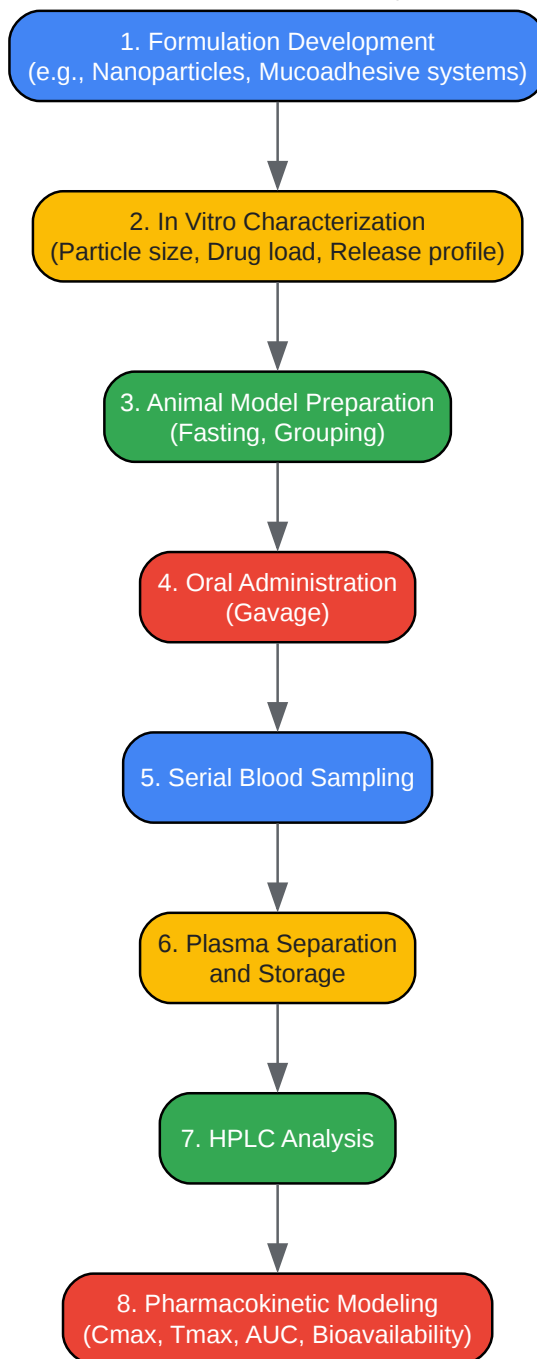 1. Formulation Development
(e.g., Nanoparticles, Mucoadhesive systems)
2. In Vitro Characterization
(Particle size, Drug load, Release profile)
3. Animal Model Preparation
(Fasting, Grouping)
4. Oral Administration
(Gavage)
5. Serial Blood Sampling
6. Plasma Separation
and Storage
7. HPLC Analysis
8. Pharmacokinetic Modeling
(Cmax, Tmax, AUC, Bioavailability)